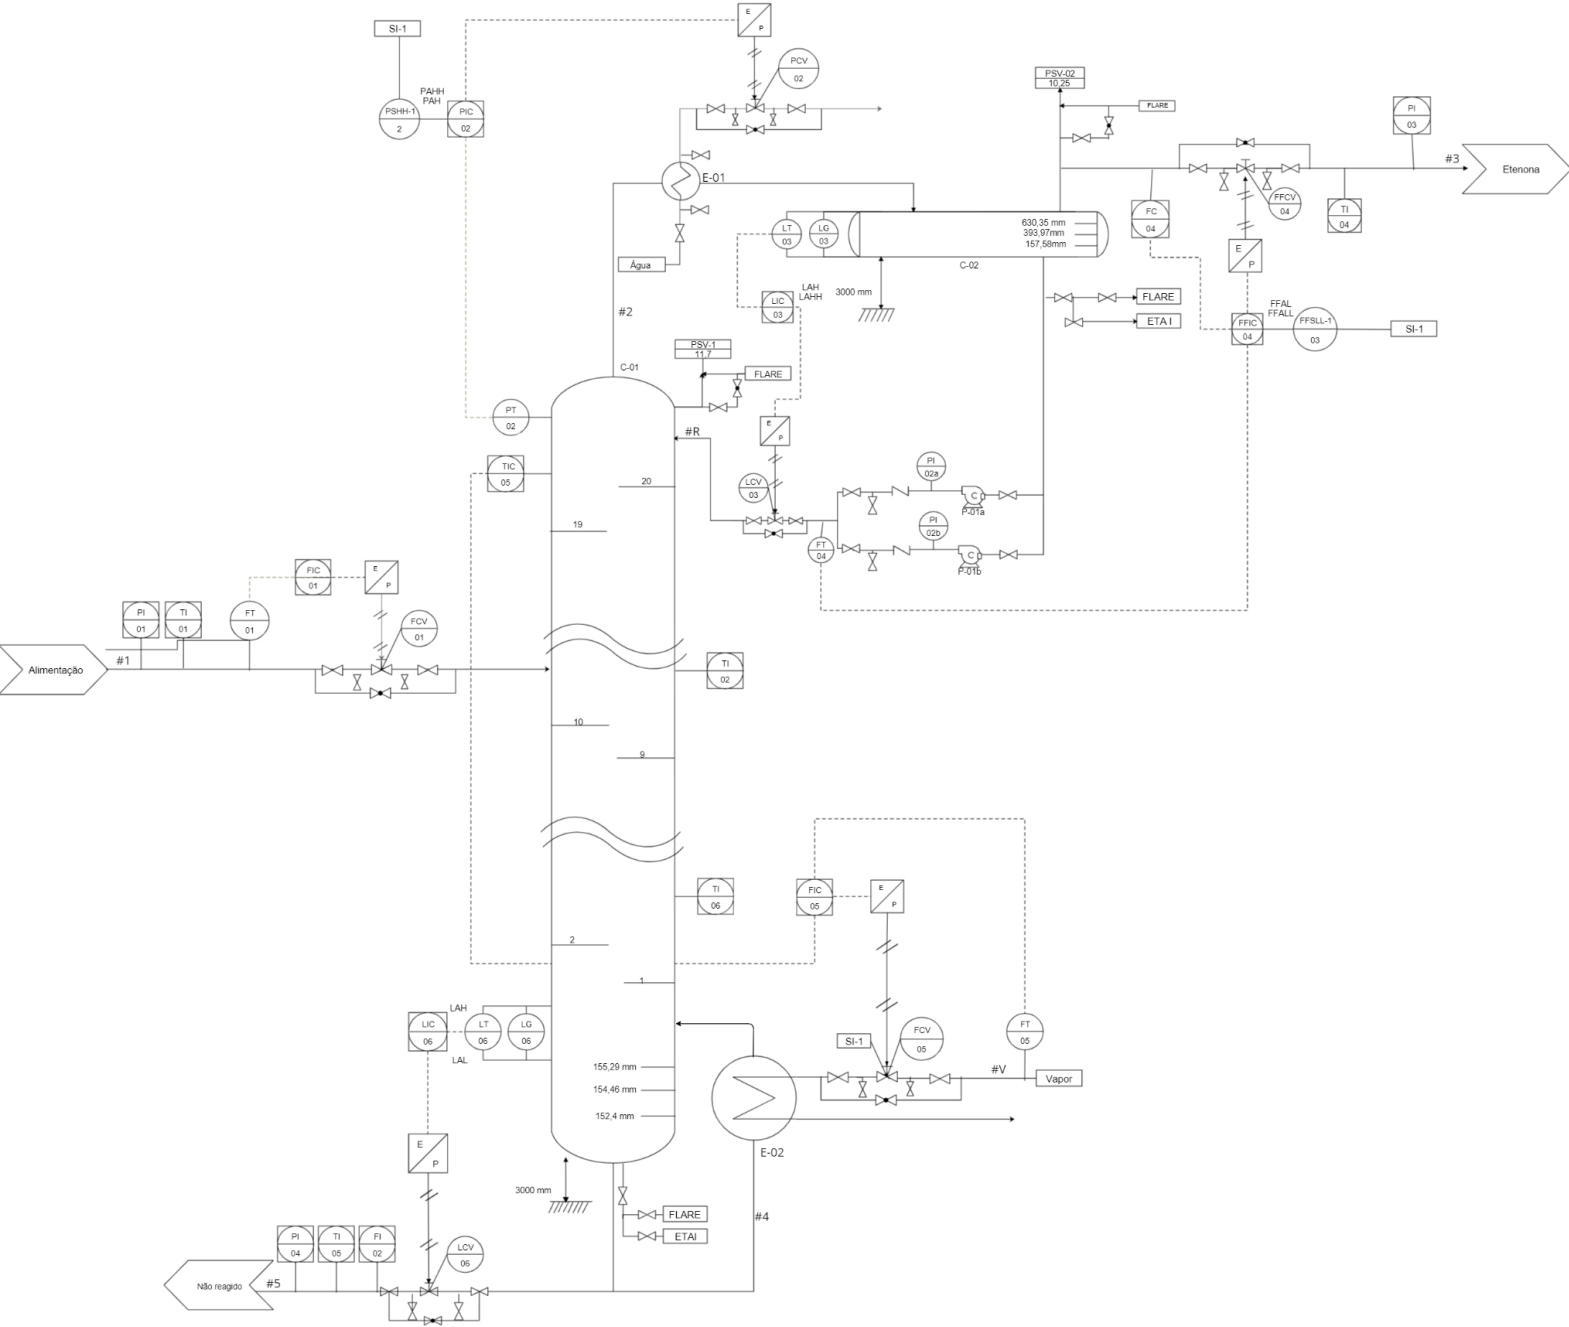 E
P
SI-1
PCV
02
PSV-02
10,25
FLARE
PAHH
PAH
PSHH-1
2
PIC
02
PI
03
#3
Etenona
E-01
FC
04
FFCV
04
TI
04
LT
03
LG
03
630,35 mm
393,97mm
157,58mm
E
P
Água
C-02
LAH
LAHH
3000 mm
FLARE
ETA I
LIC
03
#2
FFAL
FFALL
FFIC
04
FFSLL-1
03
SI-1
PSV-1
11,7
C-01
FLARE
PT
02
#R
E
P
TIC
05
20
PI
02a
LCV
03
C
P-01a
19
PI
02b
FT
04
C
P-01b
FIC
01
E
P
PI
01
TI
01
FT
01
FCV
01
Alimentação
#1
TI
02
10
9
TI
06
FIC
05
E
P
2
1
LAH
LIC
06
LT
06
LG
06
LAL
SI-1
FCV
05
FT
05
#V
Vapor
155,29 mm
154,46 mm
152,4 mm
E-02
E
P
3000 mm
FLARE
ETAI
#4
PI
04
TI
05
FI
02
LCV
06
Não reagido
#5